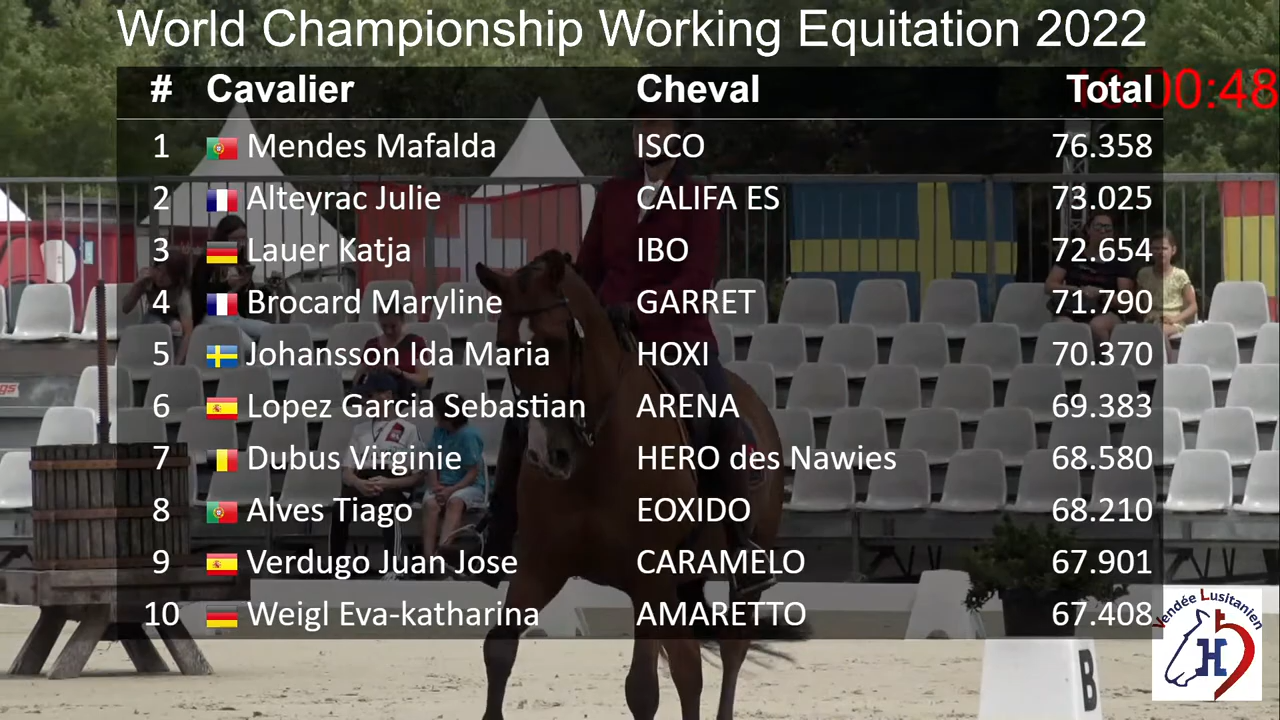 World Championship Working Equitation 2022
# Cavalier Cheval Total
00:48
1 Mendes Mafalda ISCO 76.358
2 Alteyrac Julie CALIFA ES 73.025
3 Lauer Katja IBO 72.654
4 Brocard Maryline GARRET 71.790
5 Johansson Ida Maria HOXI 70.370
6 Lopez Garcia Sebastian ARENA 69.383
7 Dubus Virginie HERO des Nawies 68.580
8 Alves Tiago EOXIDO 68.210
9 Verdugo Juan Jose CARAMELO 67.901
10 Weigl Eva-katharina AMARETTO 67.408
Vendée Lusitanien
H
B